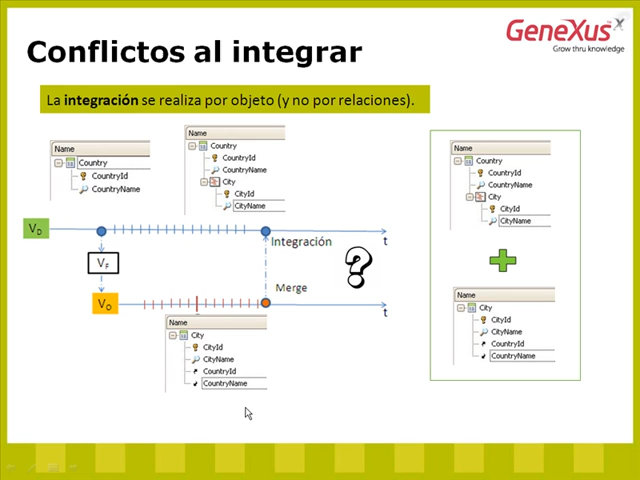 GeneXus X
Grow thru knowledge
Conflictos al integrar
La integración se realiza por objeto (y no por relaciones).
Name
Country
CountryId
CountryName
Name
Country
CountryId
CountryName
City
CityId
CityName
Name
Country
CountryId
CountryName
City
CityId
CityName
VD
t
Integración
?
VF
Merge
VO
t
Name
City
CityId
CityName
CountryId
CountryName
Name
City
CityId
CityName
CountryId
CountryName